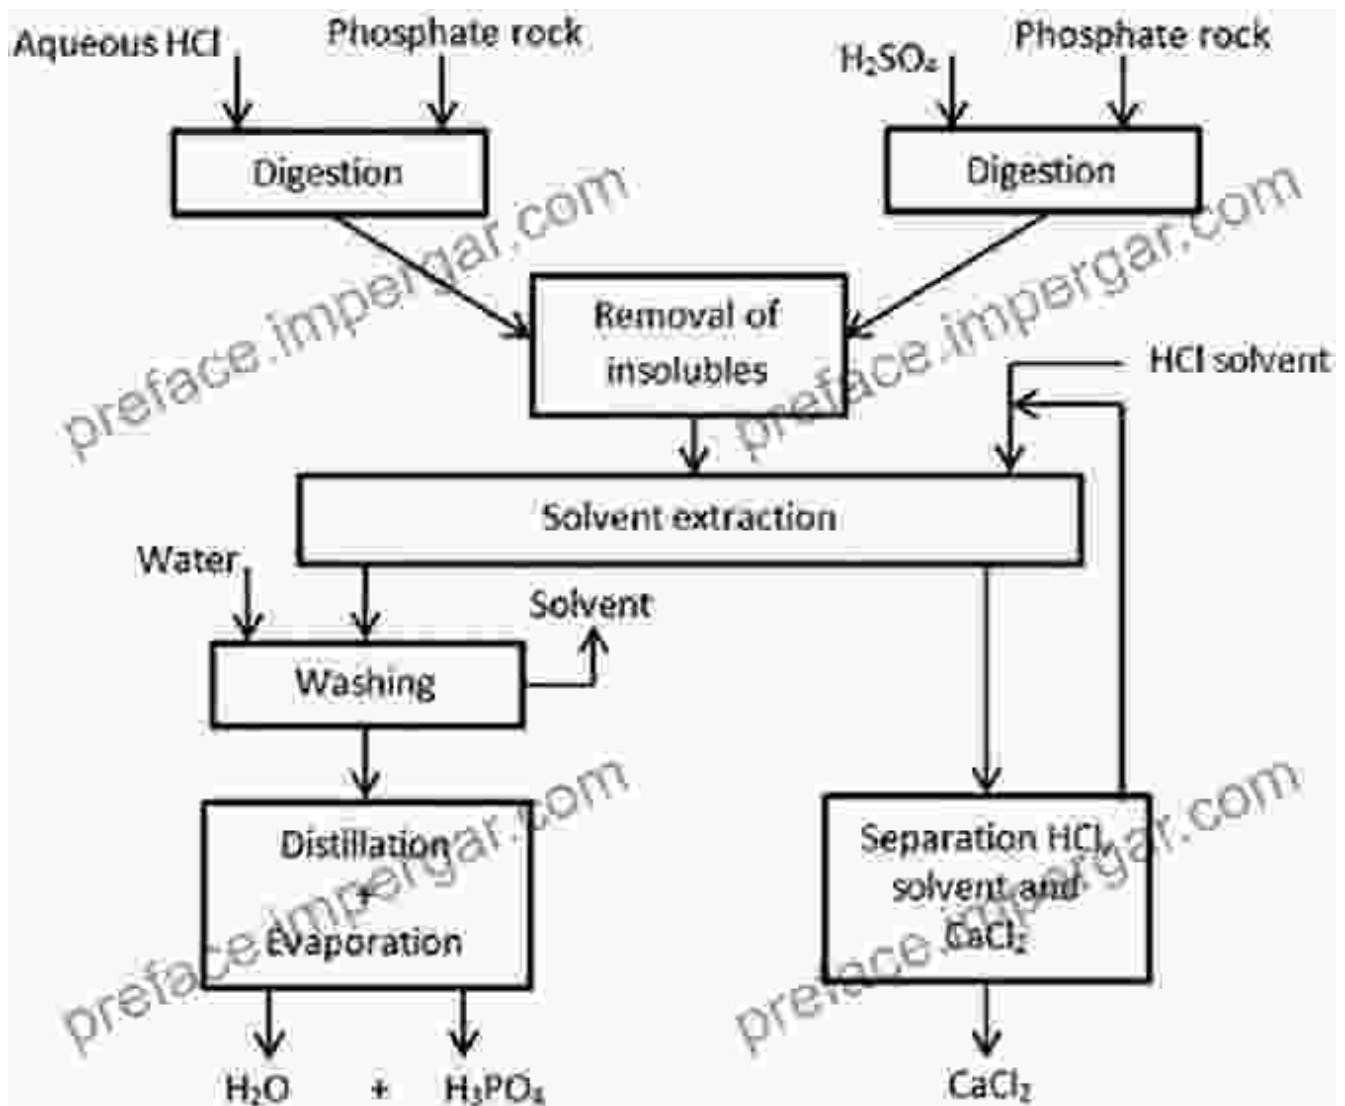 Aqueous HCl
Phosphate rock
H₂SO₄
Phosphate rock
Digestion
Digestion
preface.impergar.com
preface.impergar.com
Removal of
insolubles
HCl solvent
Solvent extraction
Water
Solvent
Washing
preface.impergar.com
preface.impergar.com
Distillation
+
Evaporation
Separation HCl,
solvent and
CaCl₂
H₂O + H₃PO₄
CaCl₂